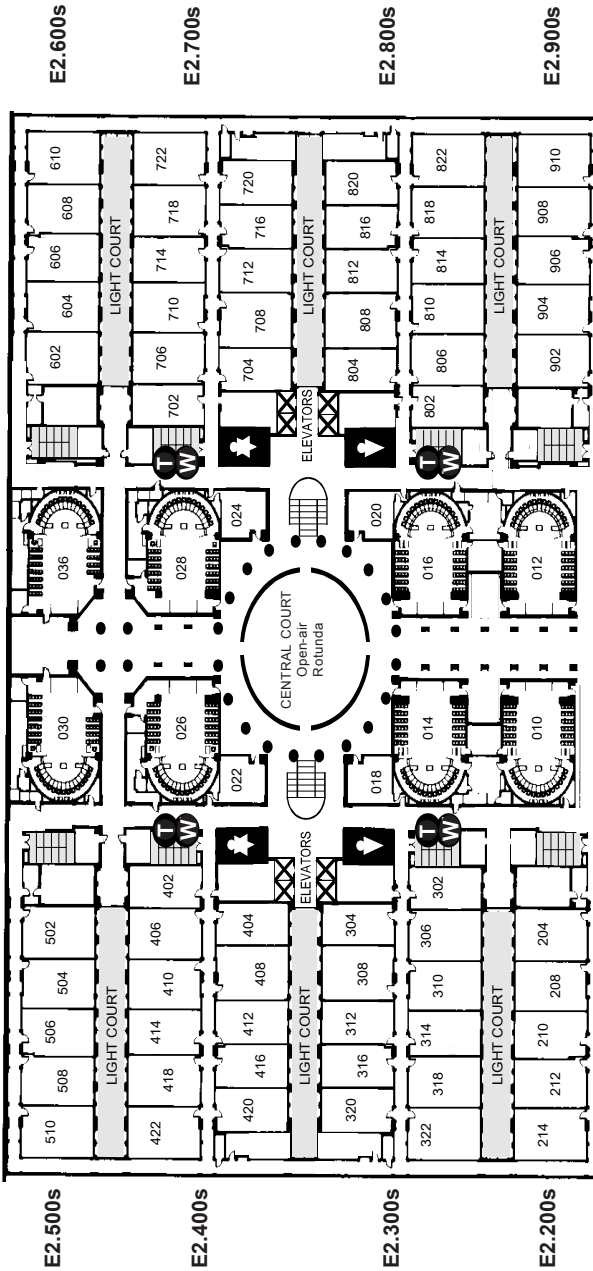 E2.600s
E2.700s
E2.800s
E2.900s
610
608
606
604
602
LIGHT COURT
722
718
714
710
706
702
720
716
712
708
704
LIGHT COURT
820
816
812
808
804
822
818
814
810
806
802
LIGHT COURT
910
908
906
904
902
ELEVATORS
T
W
T
W
036
028
024
020
016
012
CENTRAL COURT
Open-air
Rotunda
030
026
022
018
014
010
T
W
T
W
ELEVATORS
502
504
506
508
510
LIGHT COURT
402
406
410
414
418
422
404
408
412
416
420
LIGHT COURT
304
308
312
316
320
302
306
310
314
318
322
LIGHT COURT
204
208
210
212
214
E2.500s
E2.400s
E2.300s
E2.200s